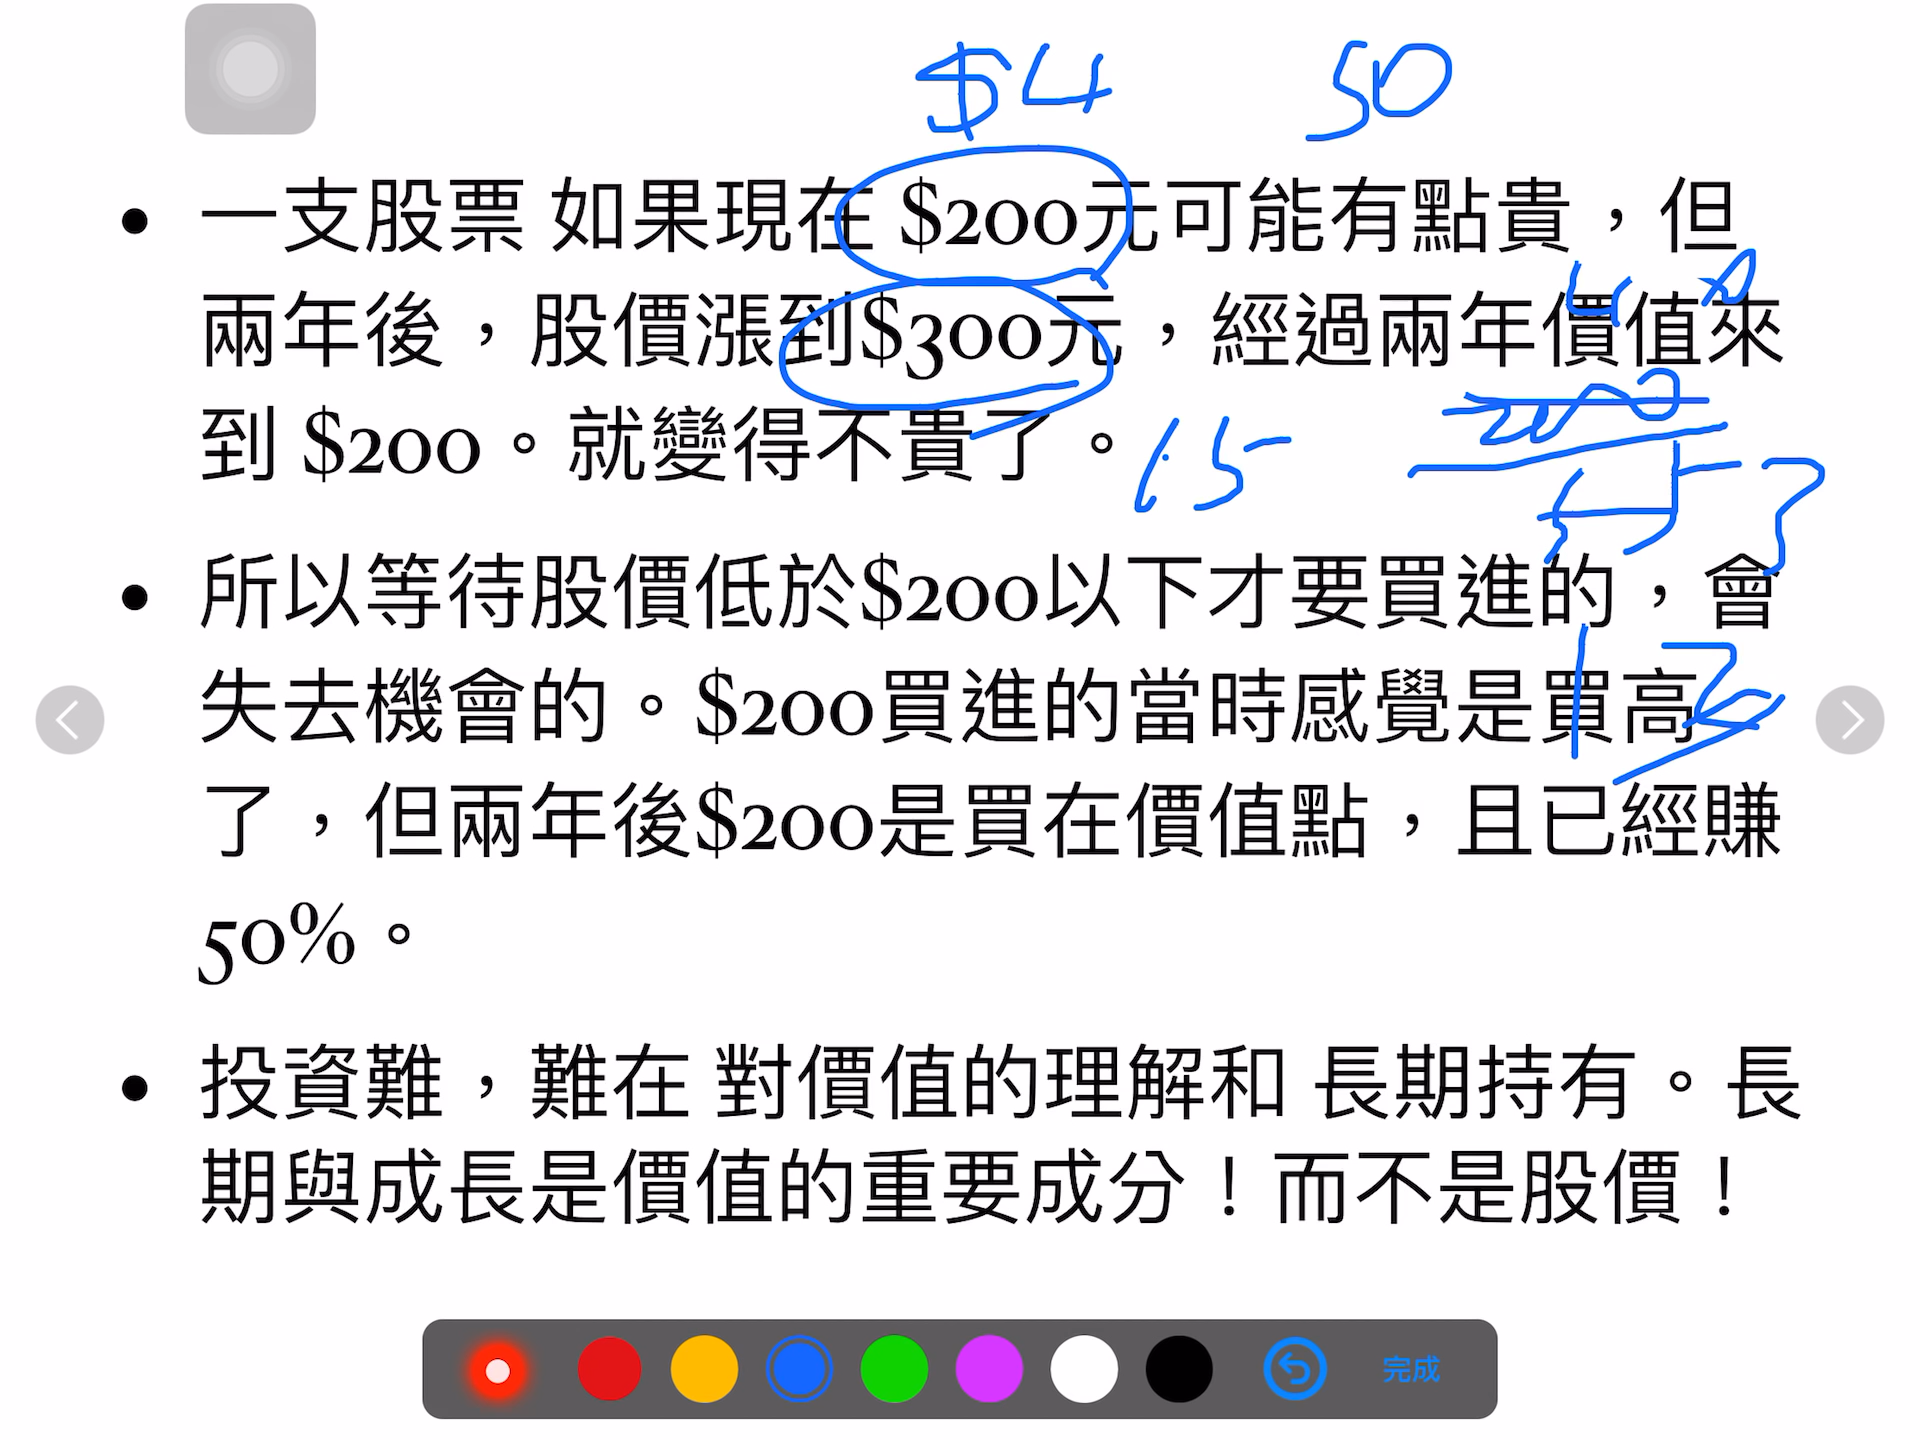 $4 50
一支股票 如果現在 $200元可能有點貴，但
兩年後，股價漲到$300元，經過兩年價值來
到 $200。就變得不貴了。
15
所以等待股價低於$200以下才要買進的，會
失去機會的。$200買進的當時感覺是買高
了，但兩年後$200是買在價值點，且已經賺
50%。
投資難，難在 對價值的理解和 長期持有。長
期與成長是價值的重要成分！而不是股價！
完成